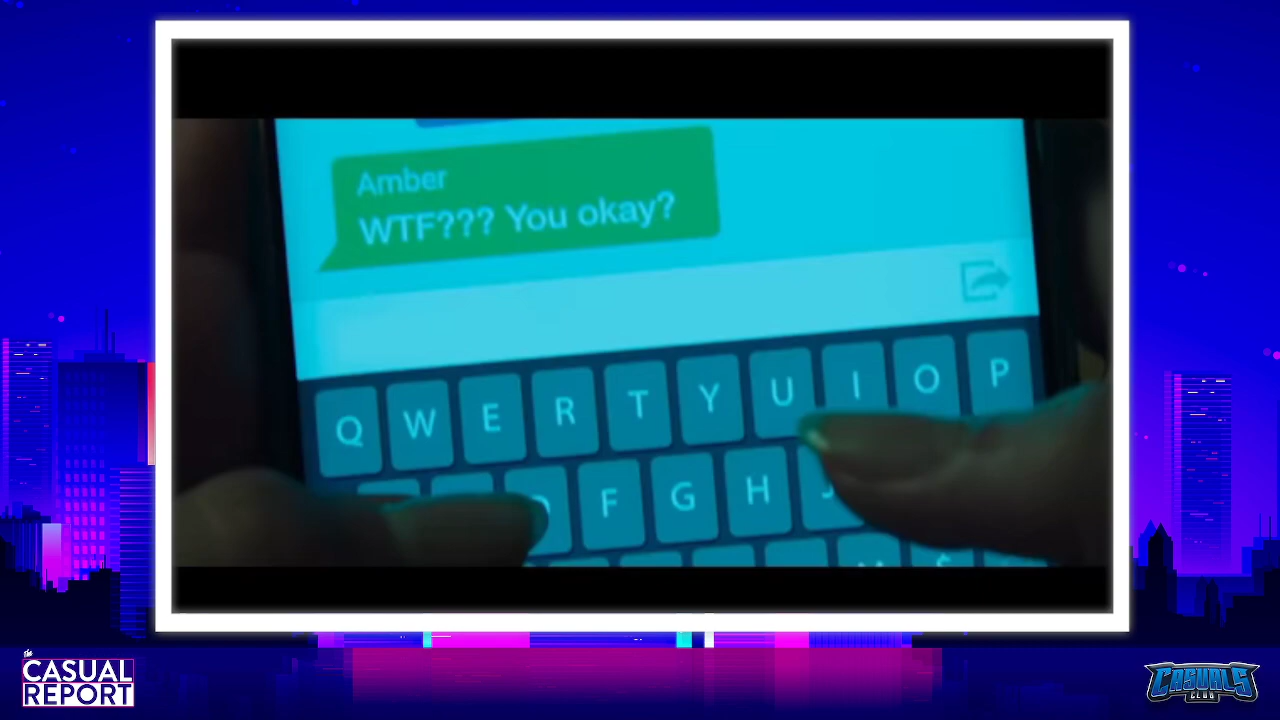 Amber
WTF??? You okay?
Q W E R T Y U I O P
F G H
the
CASUAL
REPORT
CASUALS
CLUB